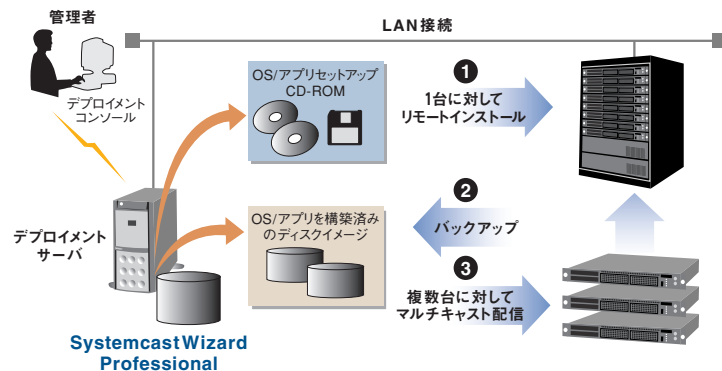 管理者
LAN接続
デプロイメント
コンソール
OS/アプリセットアップ
CD-ROM
1
1台に対して
リモートインストール
デプロイメント
サーバ
OS/アプリを構築済み
のディスクイメージ
2
バックアップ
3
複数台に対して
マルチキャスト配信
SystemcastWizard
Professional